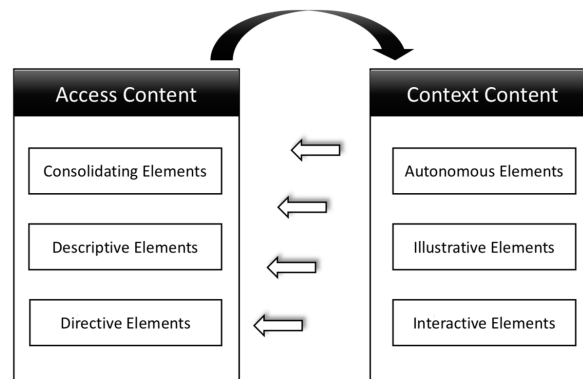 Access Content
Consolidating Elements
Descriptive Elements
Directive Elements
Context Content
Autonomous Elements
Illustrative Elements
Interactive Elements